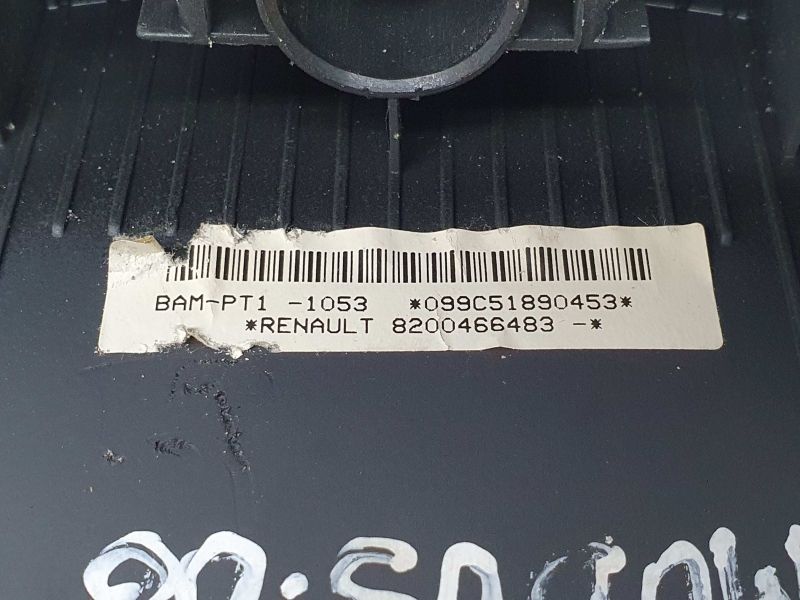 BAM-PT1 -1053 *099C51890453*
*RENAULT 8200466483 -*